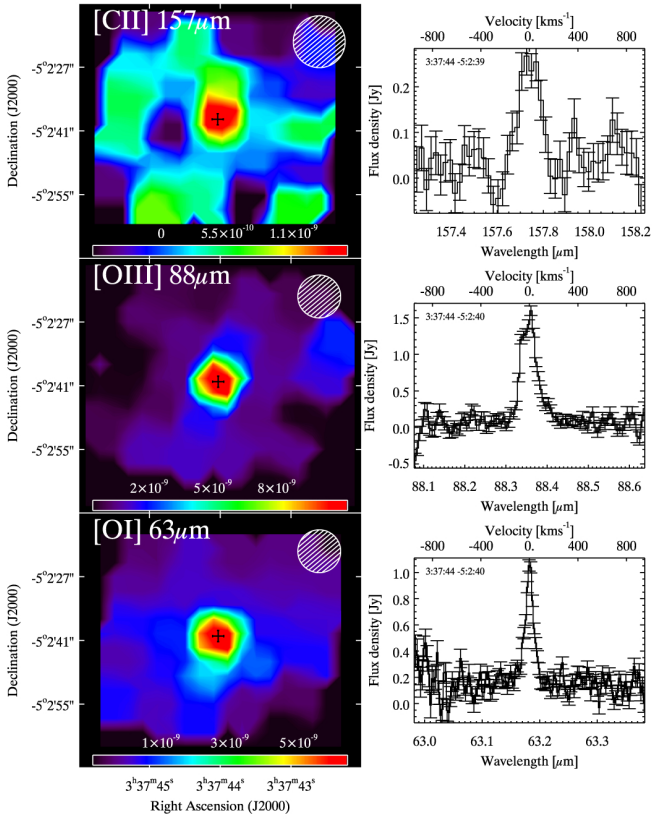 [CII] 157μm
-5°2'27"
-5°2'41"
-5°2'55"
Declination (J2000)
0 5.5×10⁻¹⁰ 1.1×10⁻⁹
Velocity [kms⁻¹]
-800 -400 0 400 800
3:37:44 -5:2:39
0.2
0.1
0.0
Flux density [Jy]
157.4 157.6 157.8 158.0 158.2
Wavelength [μm]
[OIII] 88μm
-5°2'27"
-5°2'41"
-5°2'55"
Declination (J2000)
2×10⁻⁹ 5×10⁻⁹ 8×10⁻⁹
Velocity [kms⁻¹]
-800 -400 0 400 800
3:37:44 -5:2:40
1.5
1.0
0.5
0.0
-0.5
Flux density [Jy]
88.1 88.2 88.3 88.4 88.5 88.6
Wavelength [μm]
[OI] 63μm
-5°2'27"
-5°2'41"
-5°2'55"
Declination (J2000)
1×10⁻⁹ 3×10⁻⁹ 5×10⁻⁹
3ʰ37ᵐ45ˢ 3ʰ37ᵐ44ˢ 3ʰ37ᵐ43ˢ
Right Ascension (J2000)
Velocity [kms⁻¹]
-800 -400 0 400 800
3:37:44 -5:2:40
1.0
0.8
0.6
0.4
0.2
0.0
Flux density [Jy]
63.0 63.1 63.2 63.3
Wavelength [μm]